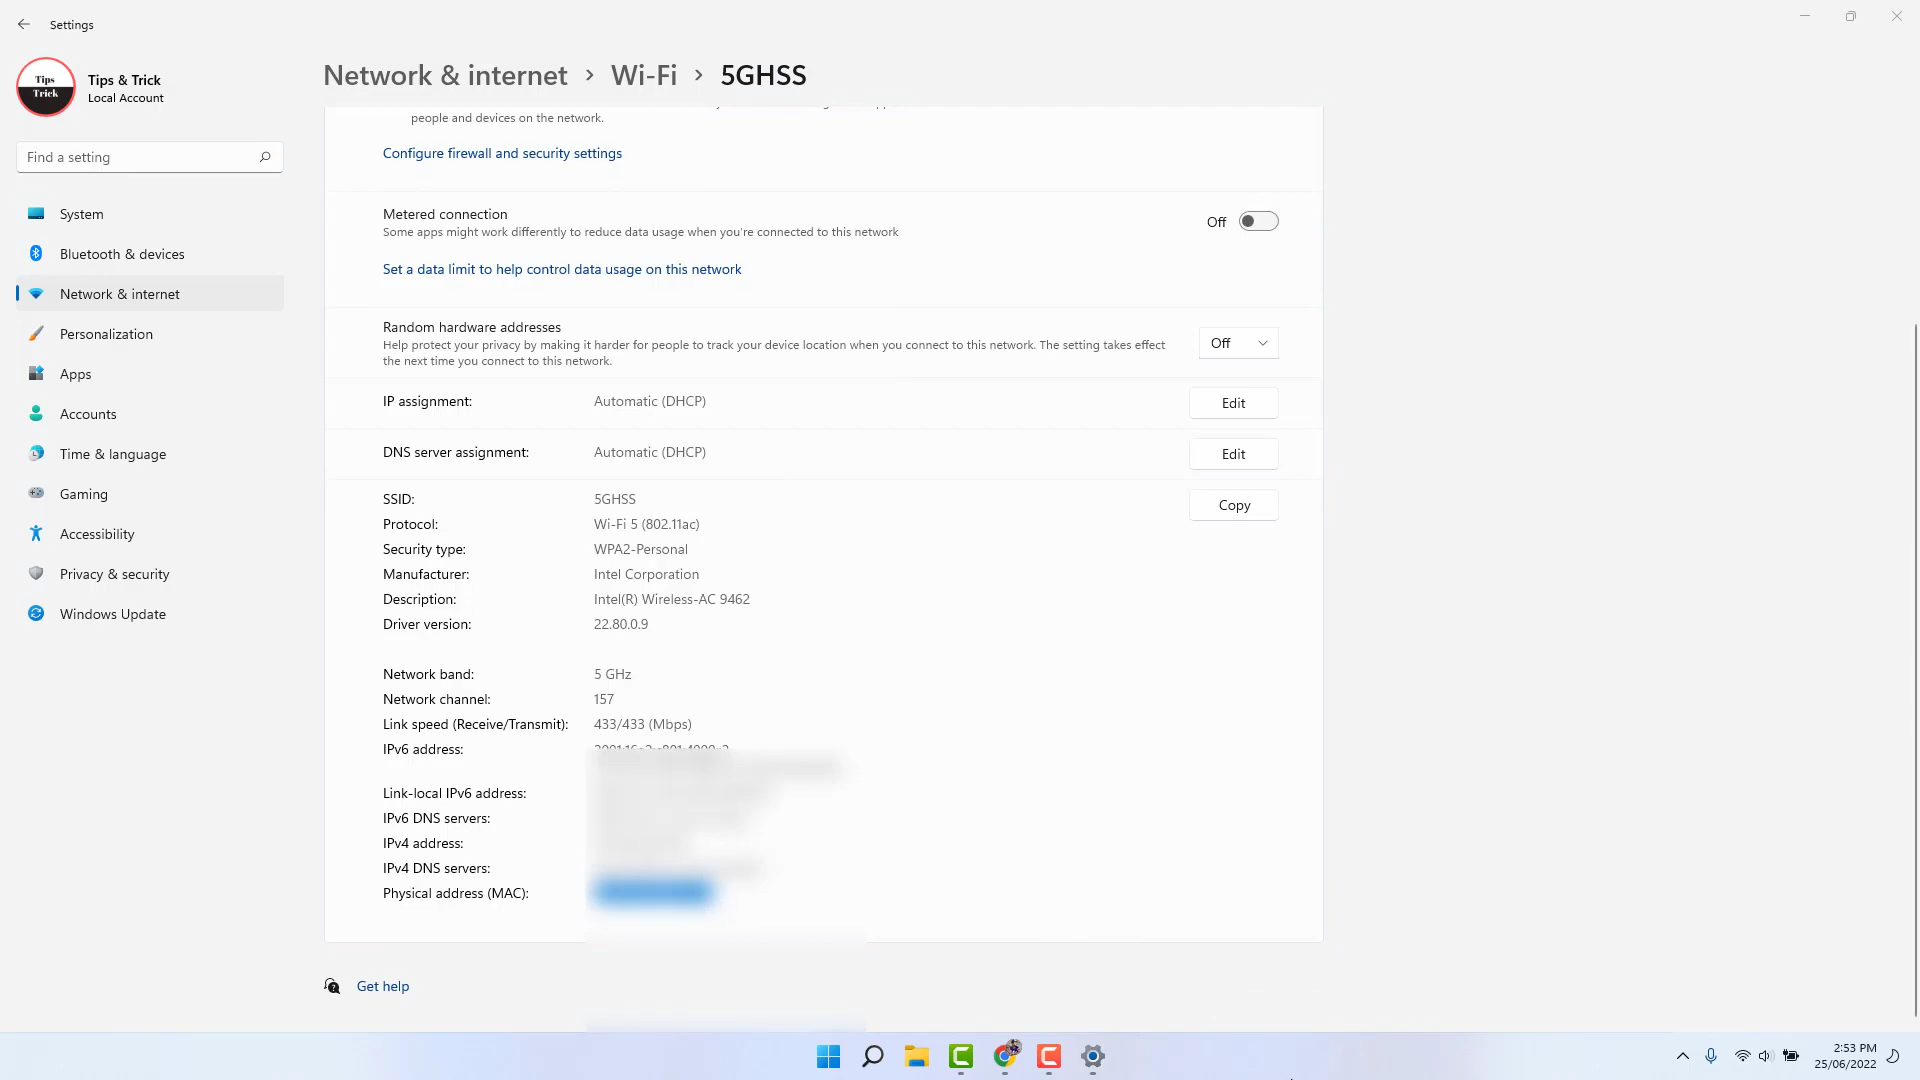 Settings
Tips
Trick
Tips & Trick
Local Account
Find a setting
System
Bluetooth & devices
Network & internet
Personalization
Apps
Accounts
Time & language
Gaming
Accessibility
Privacy & security
Windows Update
Network & internet › Wi-Fi › 5GHSS
people and devices on the network.
Configure firewall and security settings
Metered connection
Some apps might work differently to reduce data usage when you're connected to this network
Off
Set a data limit to help control data usage on this network
Random hardware addresses
Help protect your privacy by making it harder for people to track your device location when you connect to this network. The setting takes effect
the next time you connect to this network.
Off
IP assignment: Automatic (DHCP) Edit
DNS server assignment: Automatic (DHCP) Edit
SSID: 5GHSS Copy
Protocol: Wi-Fi 5 (802.11ac)
Security type: WPA2-Personal
Manufacturer: Intel Corporation
Description: Intel(R) Wireless-AC 9462
Driver version: 22.80.0.9
Network band: 5 GHz
Network channel: 157
Link speed (Receive/Transmit): 433/433 (Mbps)
IPv6 address:
Link-local IPv6 address:
IPv6 DNS servers:
IPv4 address:
IPv4 DNS servers:
Physical address (MAC):
Get help
2:53 PM
25/06/2022